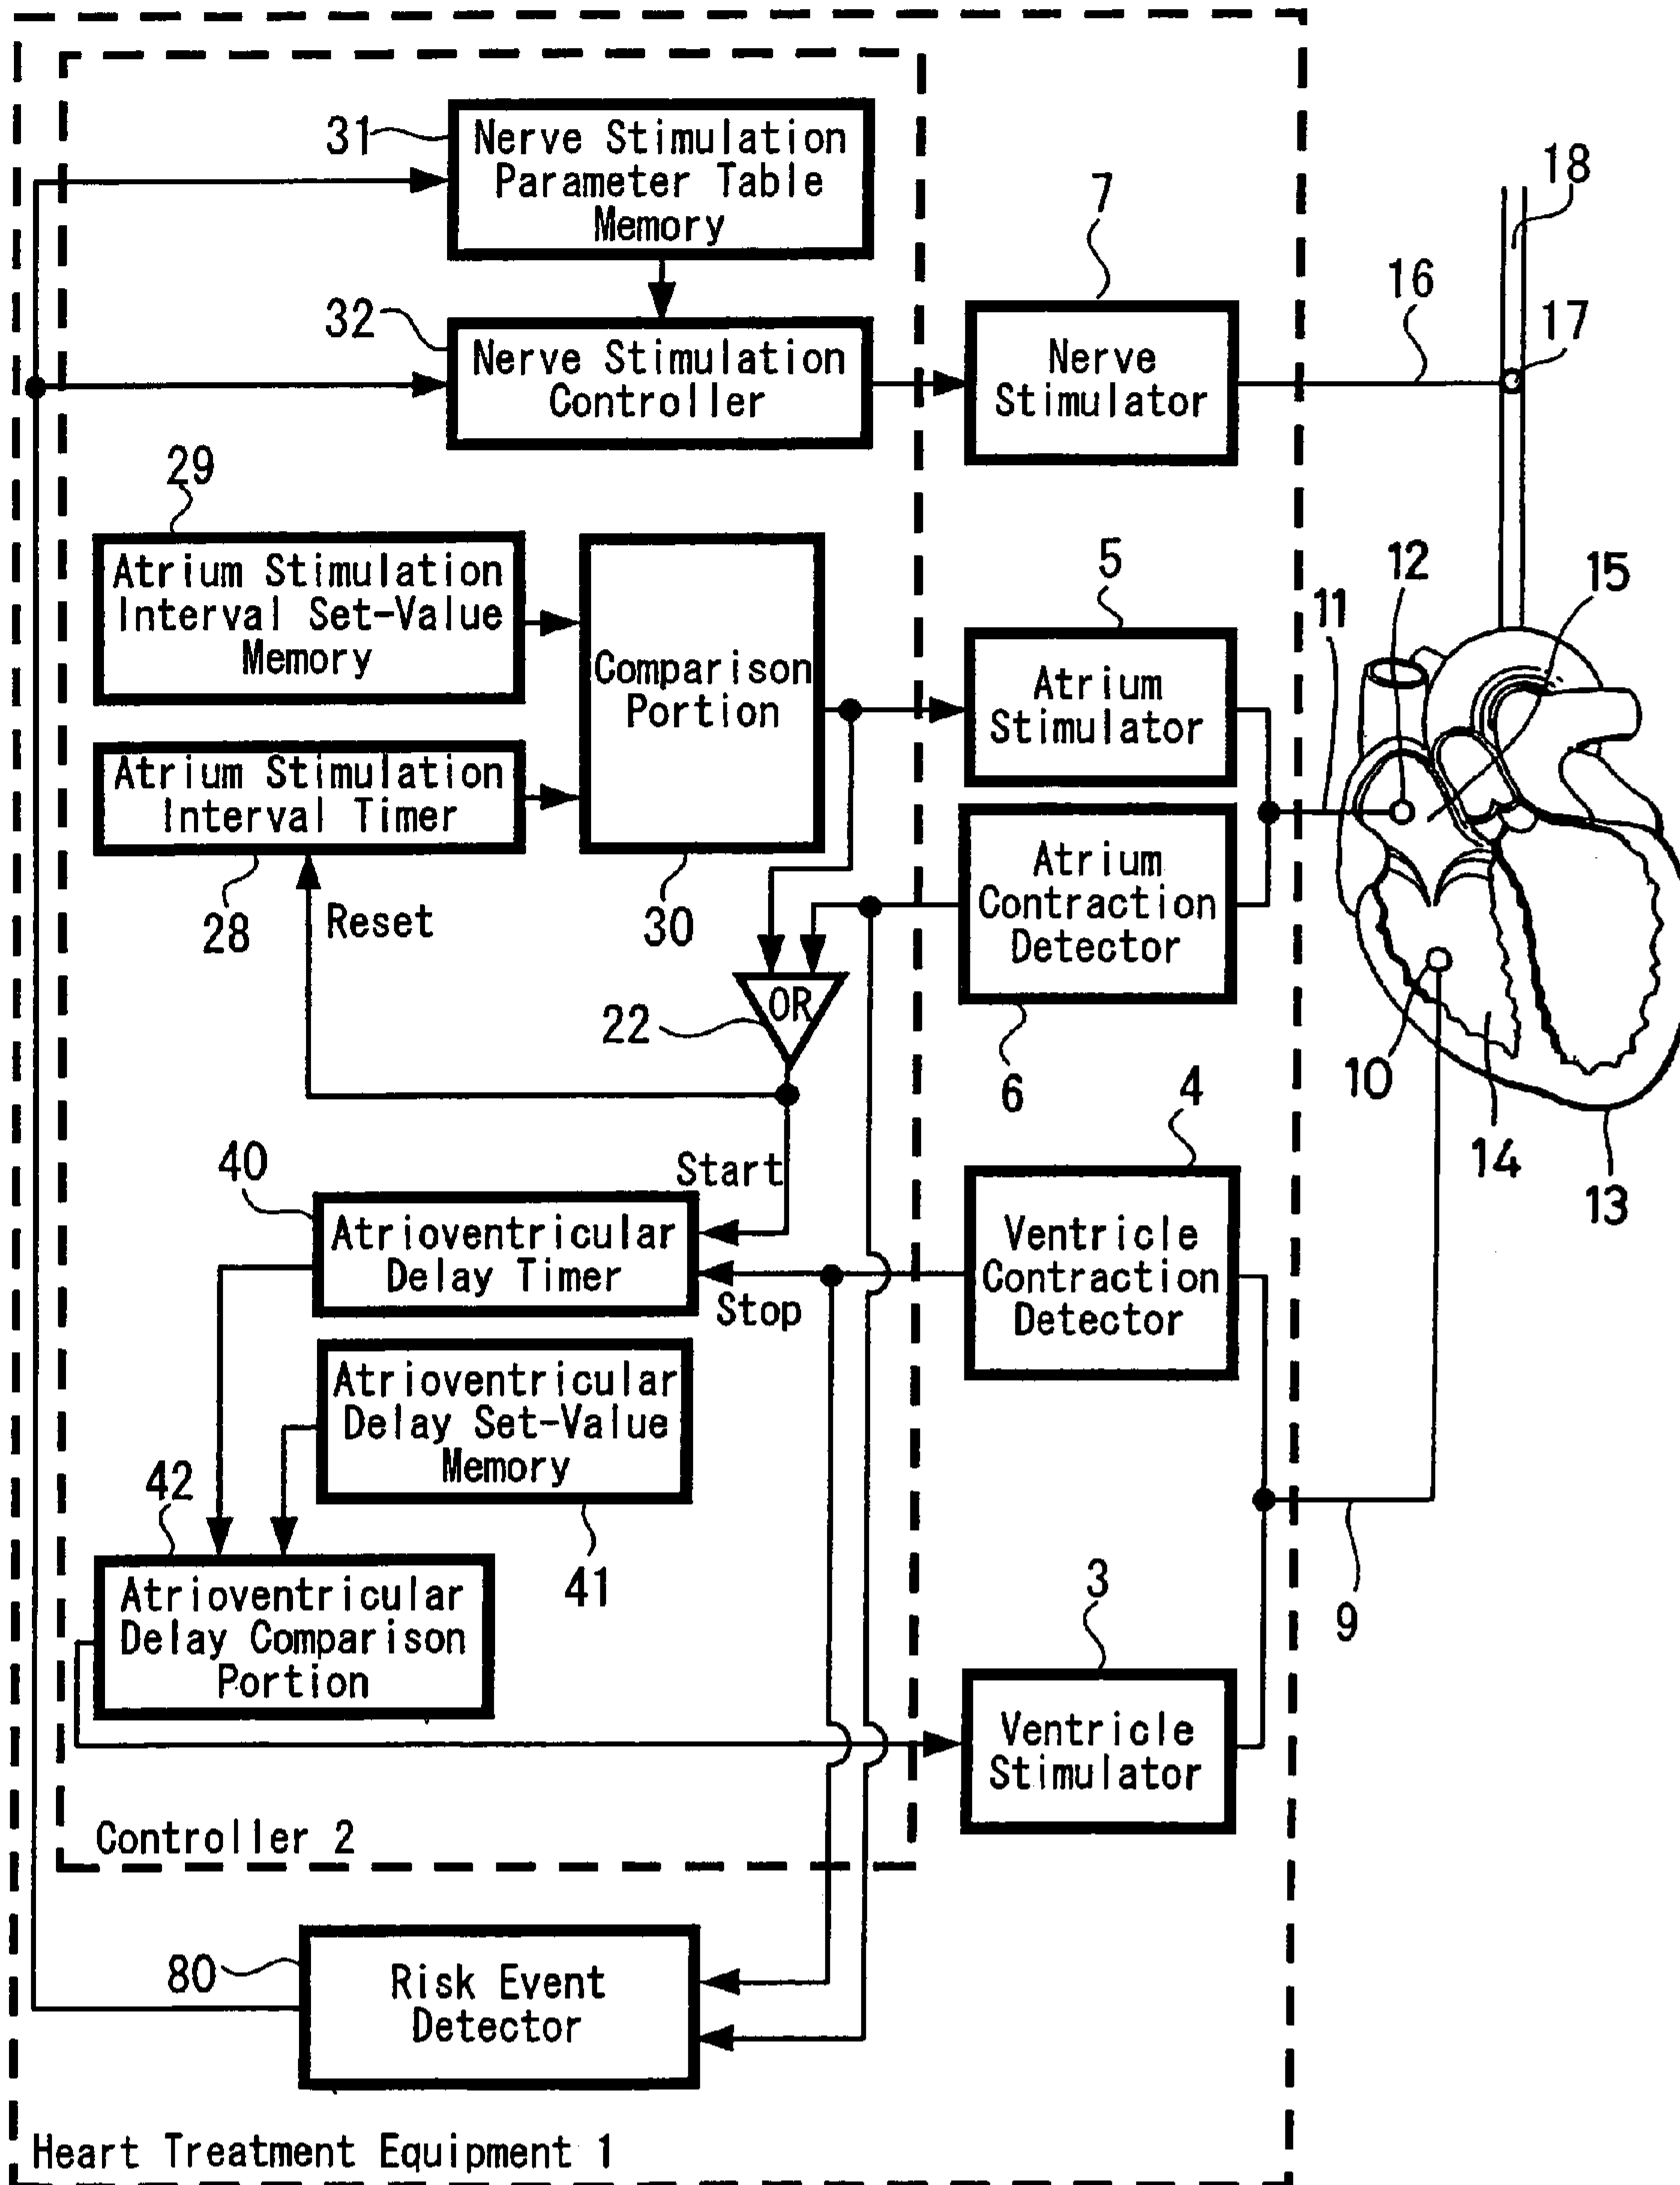 31
Nerve Stimulation
Parameter Table
Memory
18
7
16
32
Nerve Stimulation
Controller
Nerve
Stimulator
17
29
Atrium Stimulation
Interval Set-Value
Memory
Comparison
Portion
5
12
15
11
Atrium
Stimulator
Atrium Stimulation
Interval Timer
28
Reset
30
Atrium
Contraction
Detector
OR
22
6
10
14
13
4
40
Start
Atrioventricular
Delay Timer
Stop
Ventricle
Contraction
Detector
Atrioventricular
Delay Set-Value
Memory
42
41
9
Atrioventricular
Delay Comparison
Portion
3
Ventricle
Stimulator
Controller 2
80
Risk Event
Detector
Heart Treatment Equipment 1